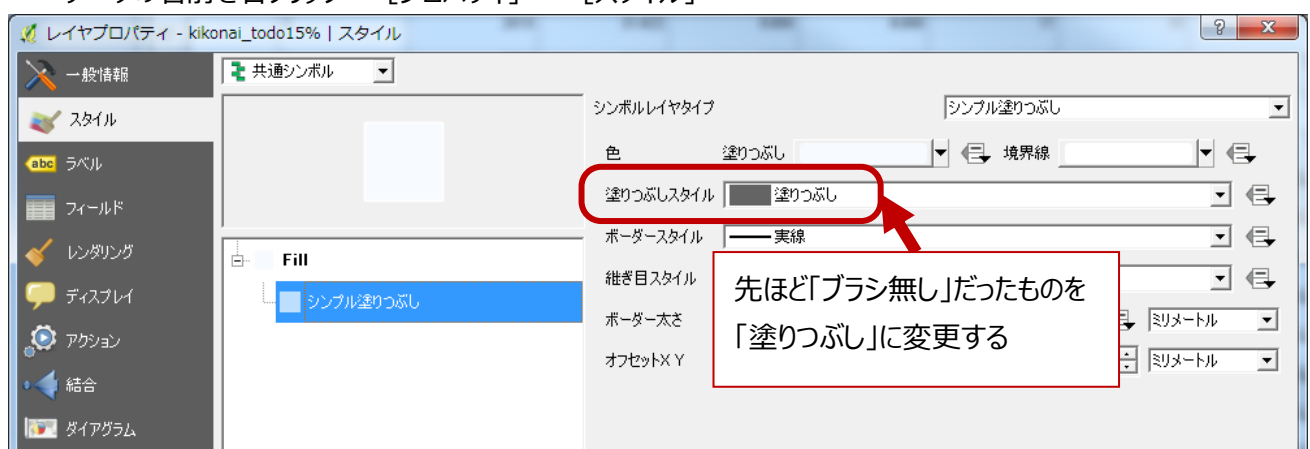 レイヤプロパティ - kikonai_todo15% | スタイル
一般情報
スタイル
abc ラベル
フィールド
レンダリング
ディスプレイ
アクション
結合
ダイアグラム
共通シンボル
Fill
シンプル塗りつぶし
シンボルレイヤタイプ シンプル塗りつぶし
色 塗りつぶし 境界線
塗りつぶしスタイル 塗りつぶし
ボーダースタイル 実線
継ぎ目スタイル
ボーダー太さ ミリメートル
オフセットX Y ミリメートル
先ほど「ブラシ無し」だったものを
「塗りつぶし」に変更する